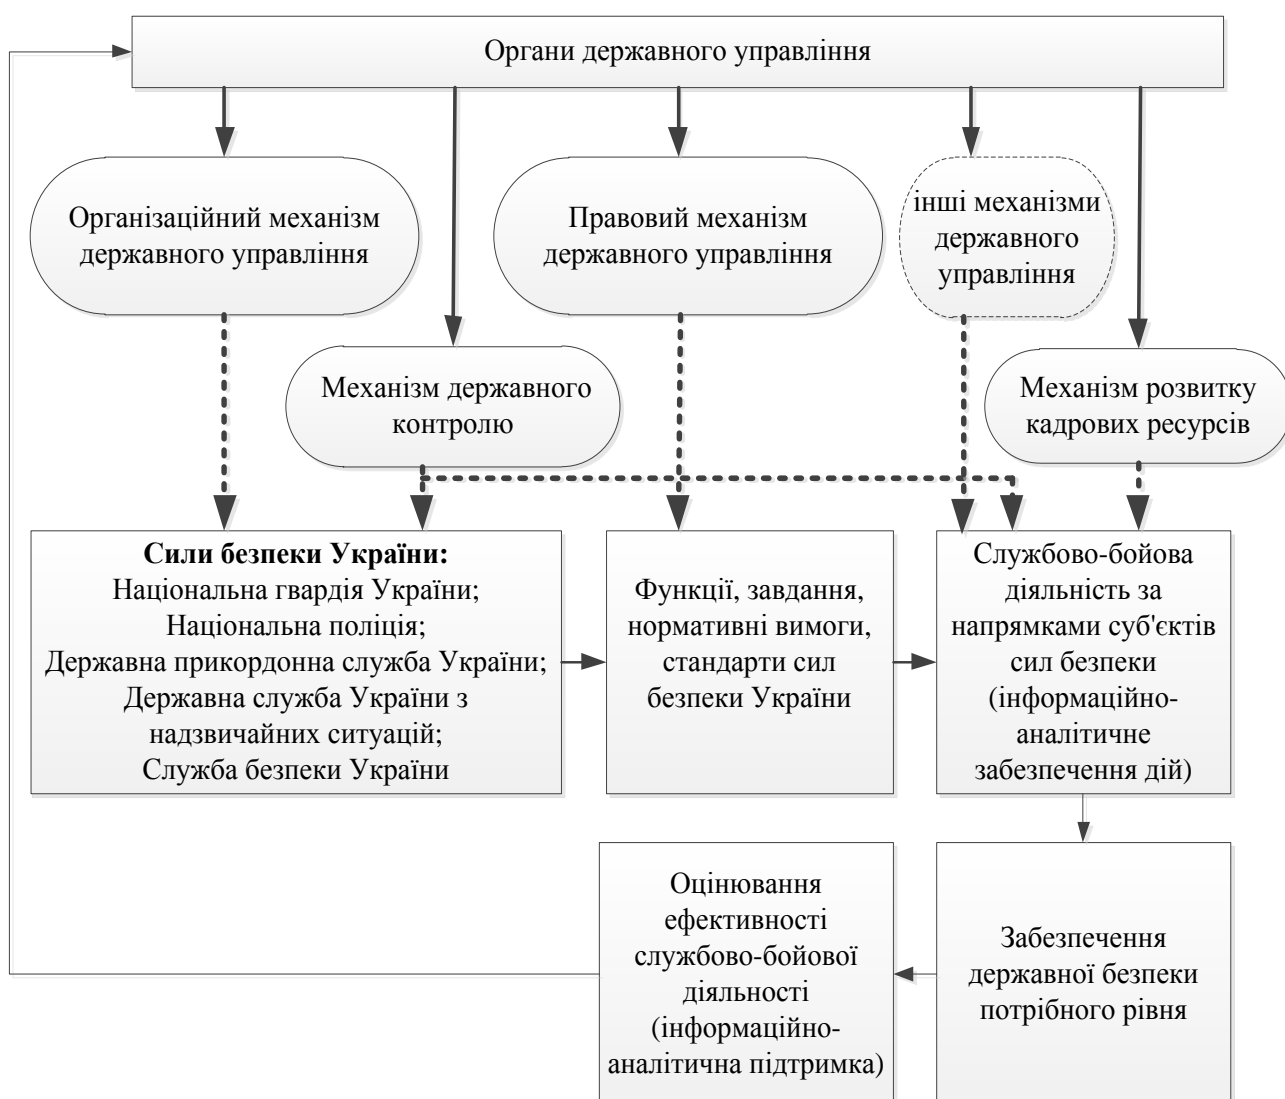 Органи державного управління
Організаційний механізм
державного управління
Правовий механізм
державного управління
інші механізми
державного
управління
Механізм державного
контролю
Механізм розвитку
кадрових ресурсів
Сили безпеки України:
Національна гвардія України;
Національна поліція;
Державна прикордонна служба України;
Державна служба України з
надзвичайних ситуацій;
Служба безпеки України
Функції, завдання,
нормативні вимоги,
стандарти сил
безпеки України
Службово-бойова
діяльність за
напрямками суб'єктів
сил безпеки
(інформаційно-
аналітичне
забезпечення дій)
Оцінювання
ефективності
службово-бойової
діяльності
(інформаційно-
аналітична підтримка)
Забезпечення
державної безпеки
потрібного рівня